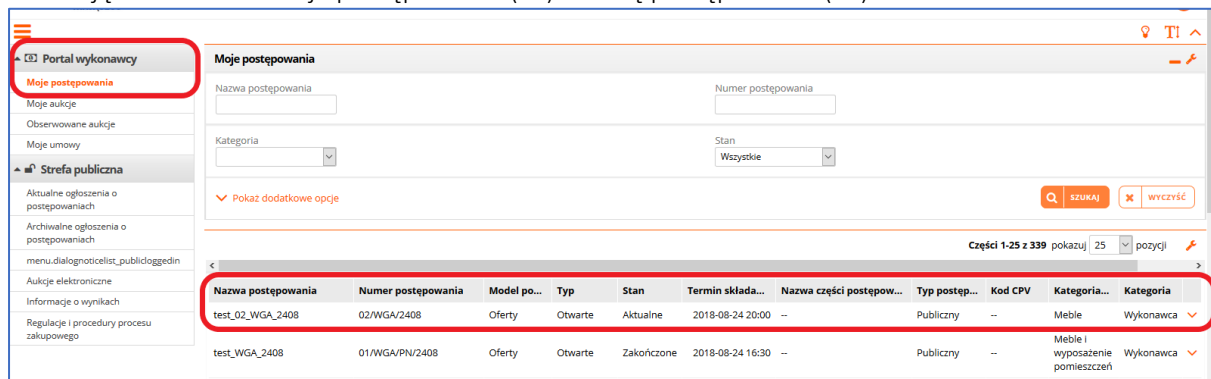 Portal wykonawcy
Moje postępowania
Moje aukcje
Obserwowane aukcje
Moje umowy
Strefa publiczna
Aktualne ogłoszenia o
postępowaniach
Archiwalne ogłoszenia o
postępowaniach
menu.dialognoticelist_publicloggedin
Aukcje elektroniczne
Informacje o wynikach
Regulacje i procedury procesu
zakupowego
TI
Moje postępowania
Nazwa postępowania Numer postępowania
Kategoria Stan
Wszystkie
Pokaż dodatkowe opcje SZUKAJ WYCZYŚĆ
Części 1-25 z 339 pokazuj 25 pozycji
Nazwa postępowania Numer postępowania Model po... Typ Stan Termin składa... Nazwa części postępow... Typ postęp... Kod CPV Kategoria... Kategoria
test_02_WGA_2408 02/WGA/2408 Oferty Otwarte Aktualne 2018-08-24 20:00 -- Publiczny -- Meble Wykonawca
test_WGA_2408 01/WGA/PN/2408 Oferty Otwarte Zakończone 2018-08-24 16:30 -- Publiczny -- Meble i
wyposażenie
pomieszczeń Wykonawca